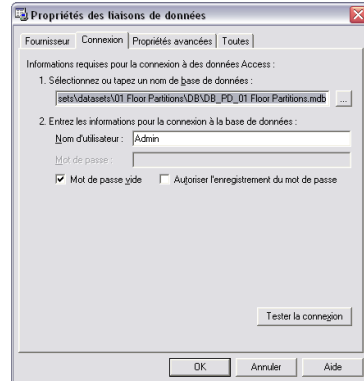 Propriétés des liaisons de données
Fournisseur Connexion Propriétés avancées Toutes
Informations requises pour la connexion à des données Access :
1. Sélectionnez ou tapez un nom de base de données :
sets\datasets\01 Floor Partitions\DB\DB_PD_01 Floor Partitions.mdb ...
2. Entrez les informations pour la connexion à la base de données :
Nom d'utilisateur : Admin
Mot de passe :
Mot de passe vide Autoriser l'enregistrement du mot de passe
Tester la connexion
OK Annuler Aide